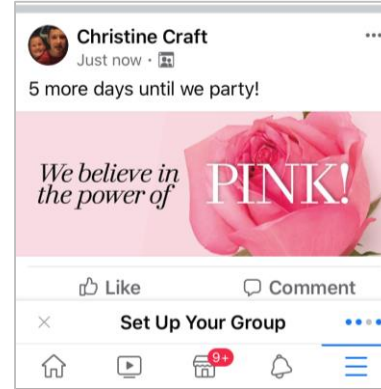 Christine Craft
Just now ·
5 more days until we party!
We believe in
the power of
PINK!
Like
Comment
Set Up Your Group
9+